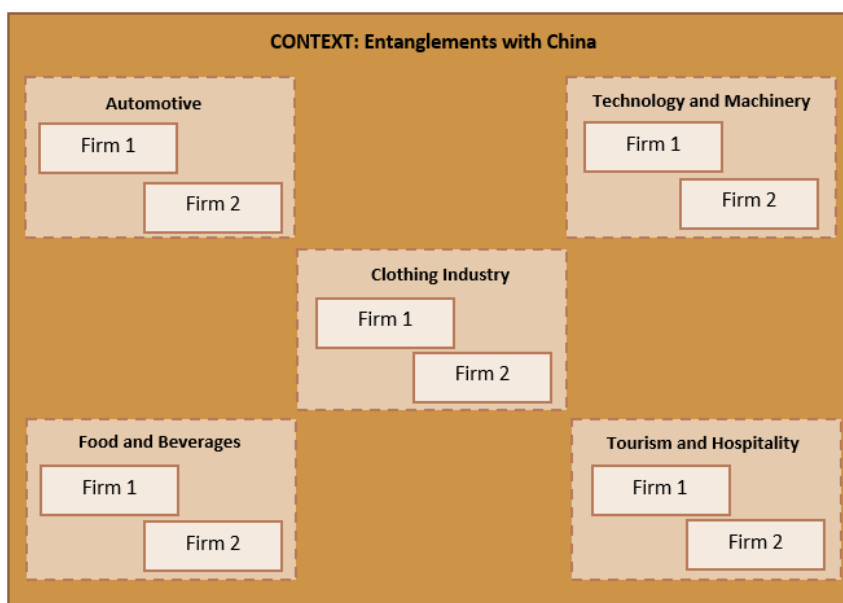 CONTEXT: Entanglements with China
Automotive
Firm 1
Firm 2
Technology and Machinery
Firm 1
Firm 2
Clothing Industry
Firm 1
Firm 2
Food and Beverages
Firm 1
Firm 2
Tourism and Hospitality
Firm 1
Firm 2